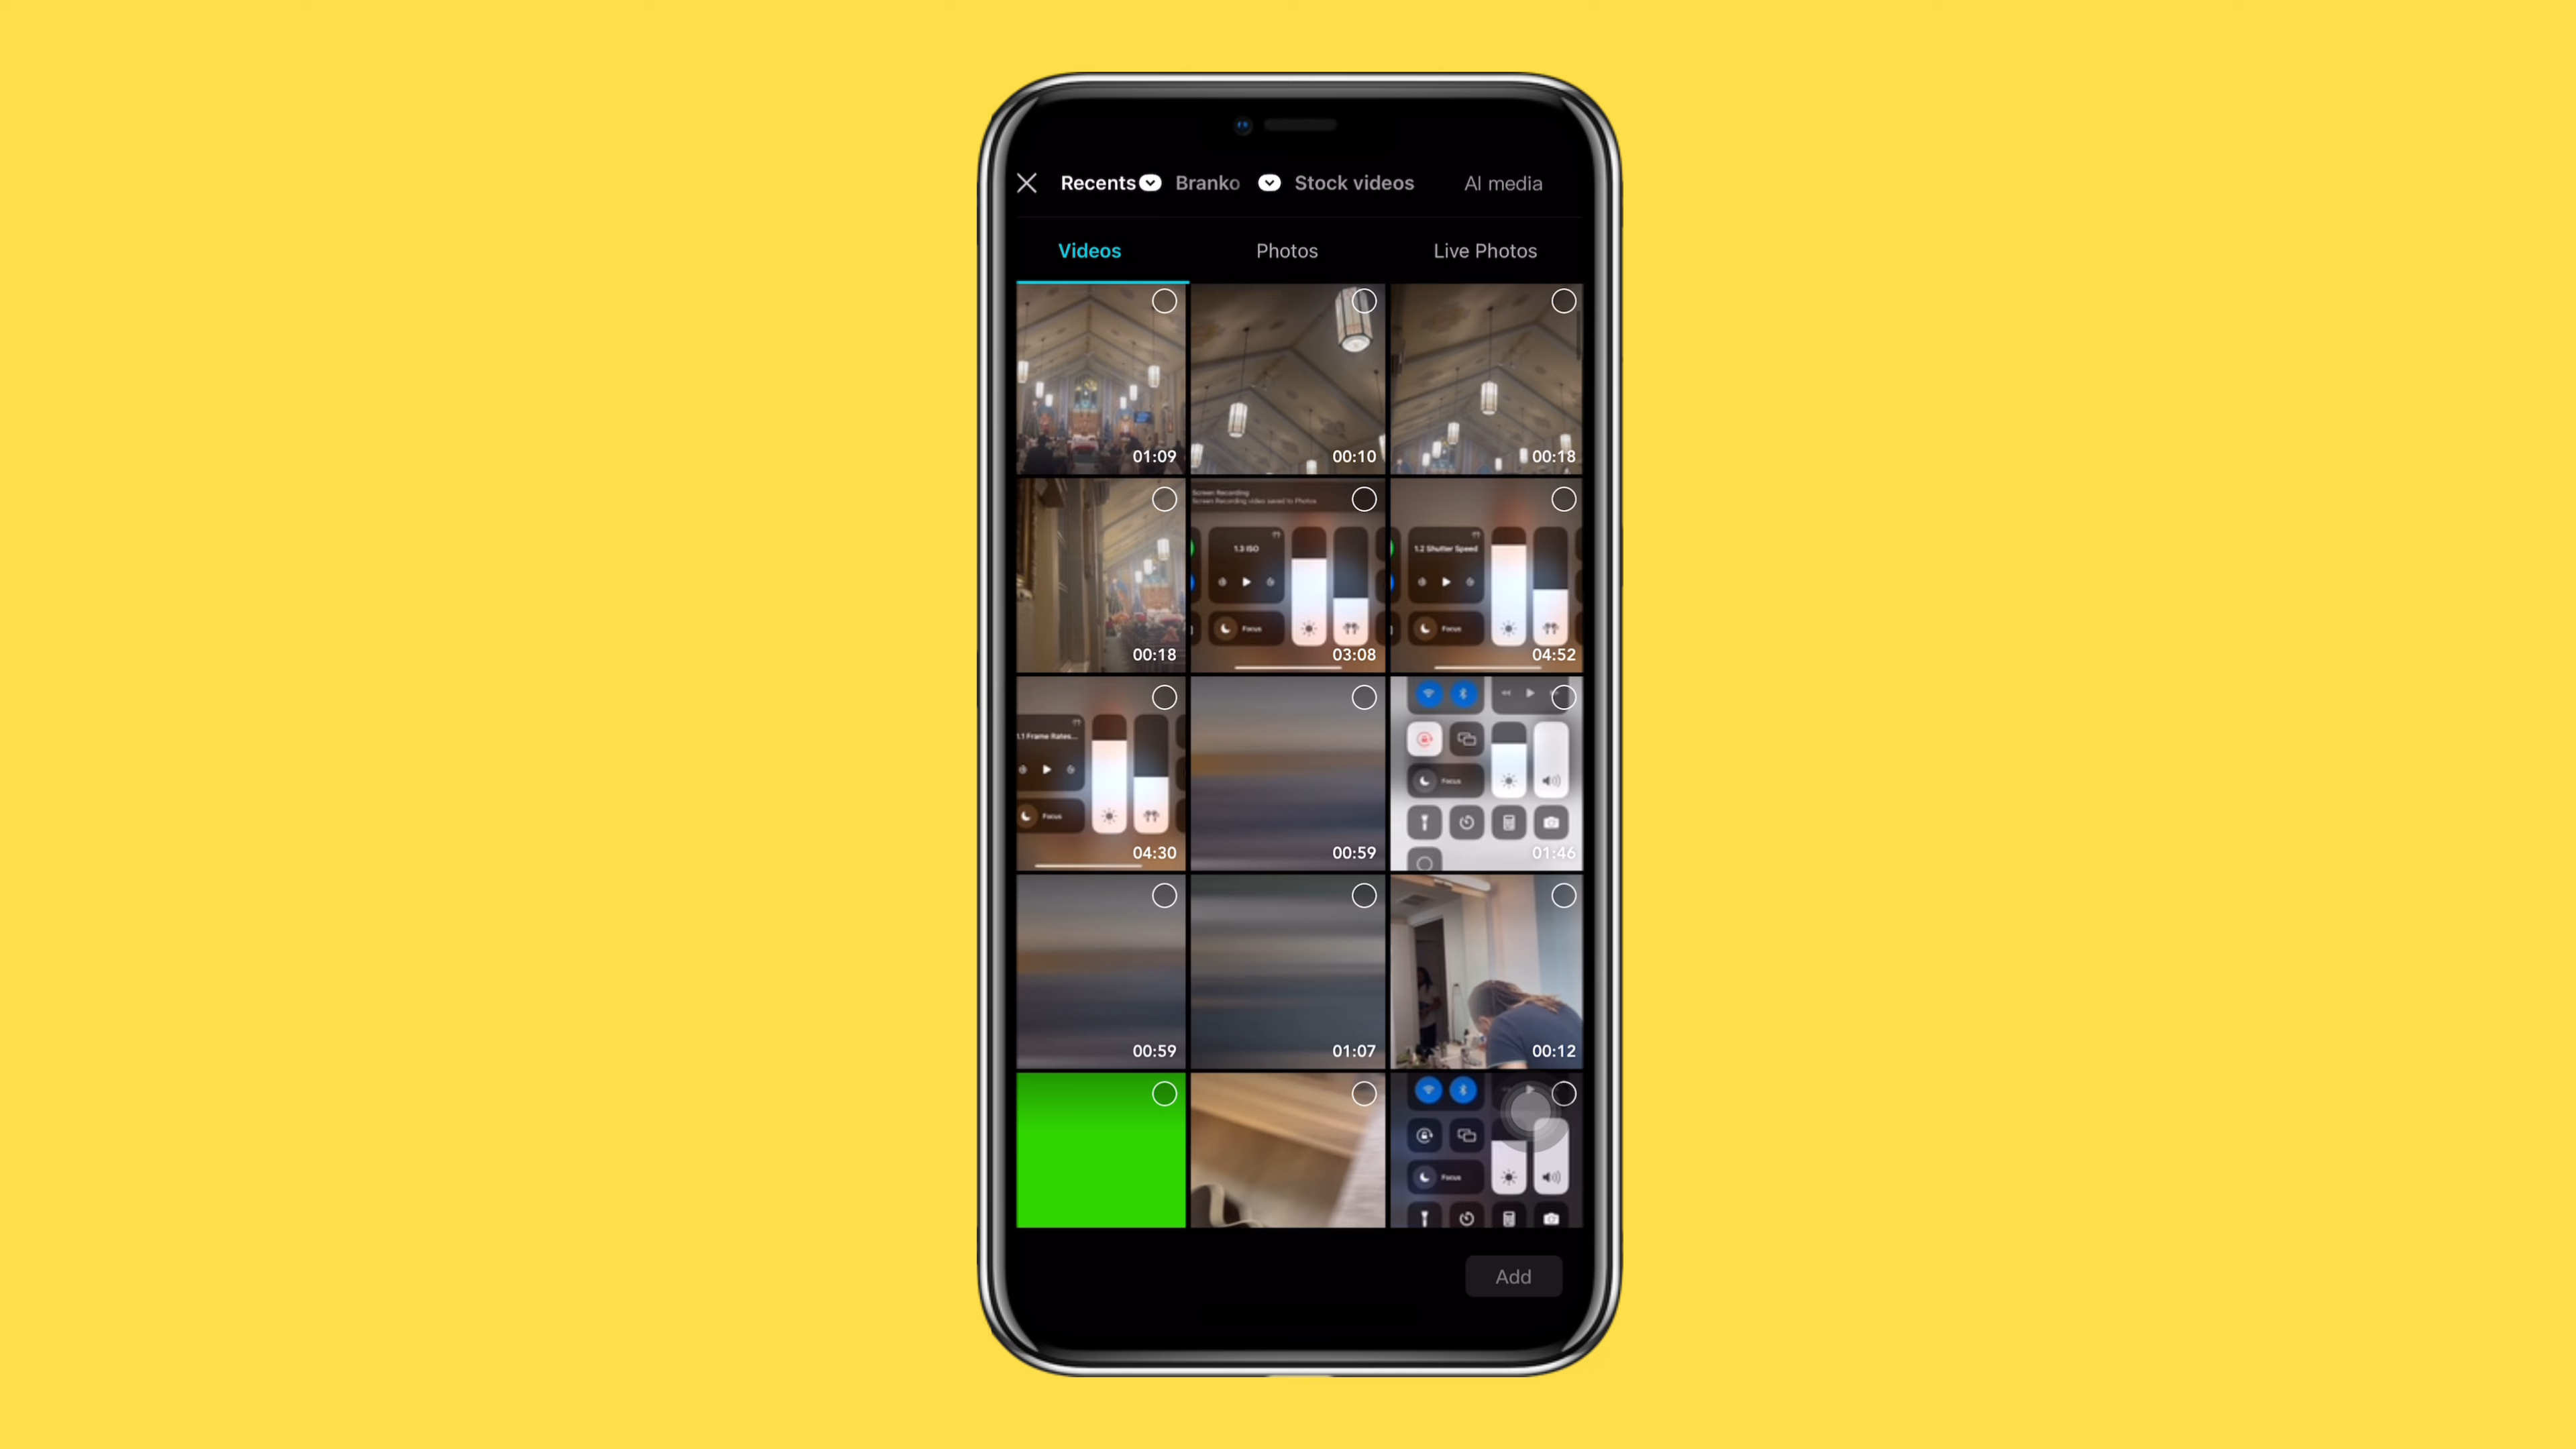 Recents Branko Stock videos AI media
Videos Photos Live Photos
01:09 00:10 00:18
Screen Recording
Screen Recording video saved to Photos
1.3 ISO 1.2 Shutter Speed
Focus Focus
00:18 03:08 04:52
1.1 Frame Rates...
Focus
Focus
04:30 00:59 01:46
00:59 01:07 00:12
Focus
Add